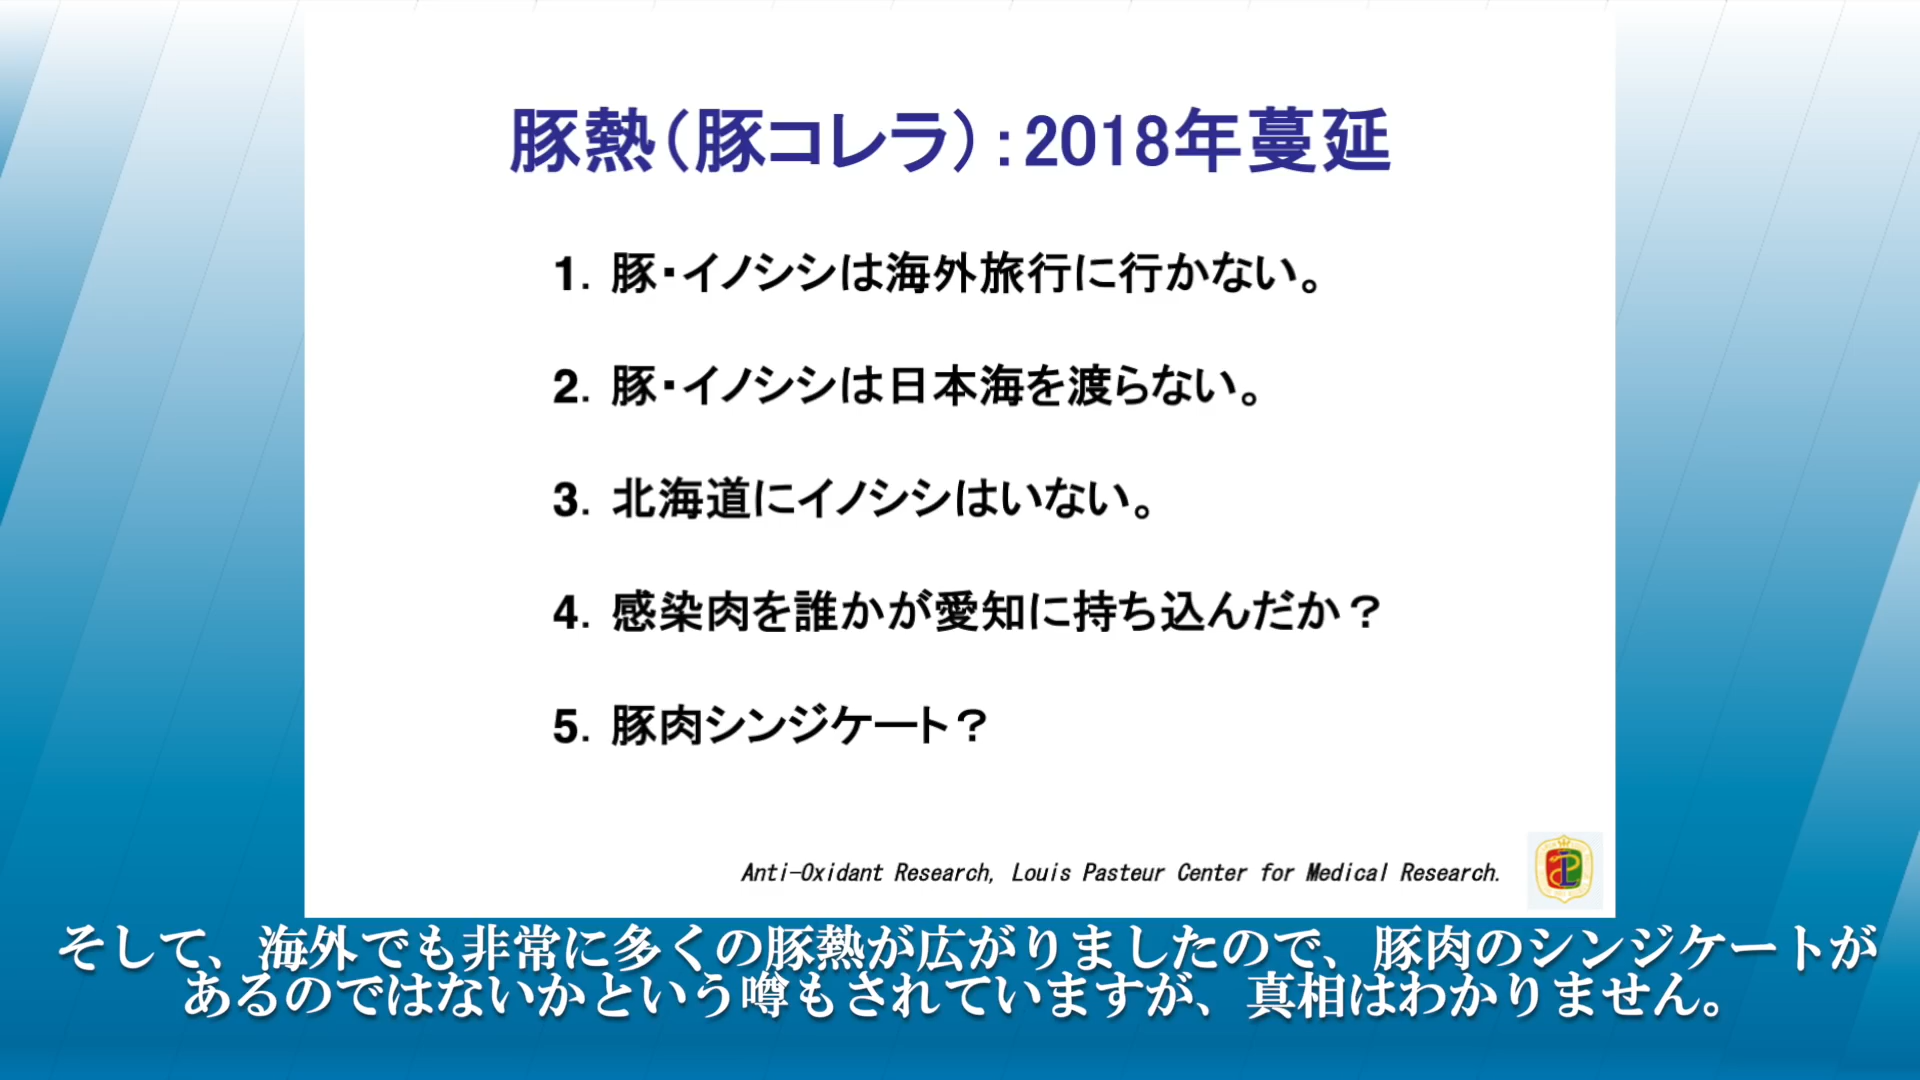 豚熱（豚コレラ）：2018年蔓延
1. 豚・イノシシは海外旅行に行かない。
2. 豚・イノシシは日本海を渡らない。
3. 北海道にイノシシはいない。
4. 感染肉を誰かが愛知に持ち込んだか？
5. 豚肉シンジケート？
Anti-Oxidant Research, Louis Pasteur Center for Medical Research.
そして、海外でも非常に多くの豚熱が広がりましたので、豚肉のシンジケートが
あるのではないかという噂もされていますが、真相はわかりません。